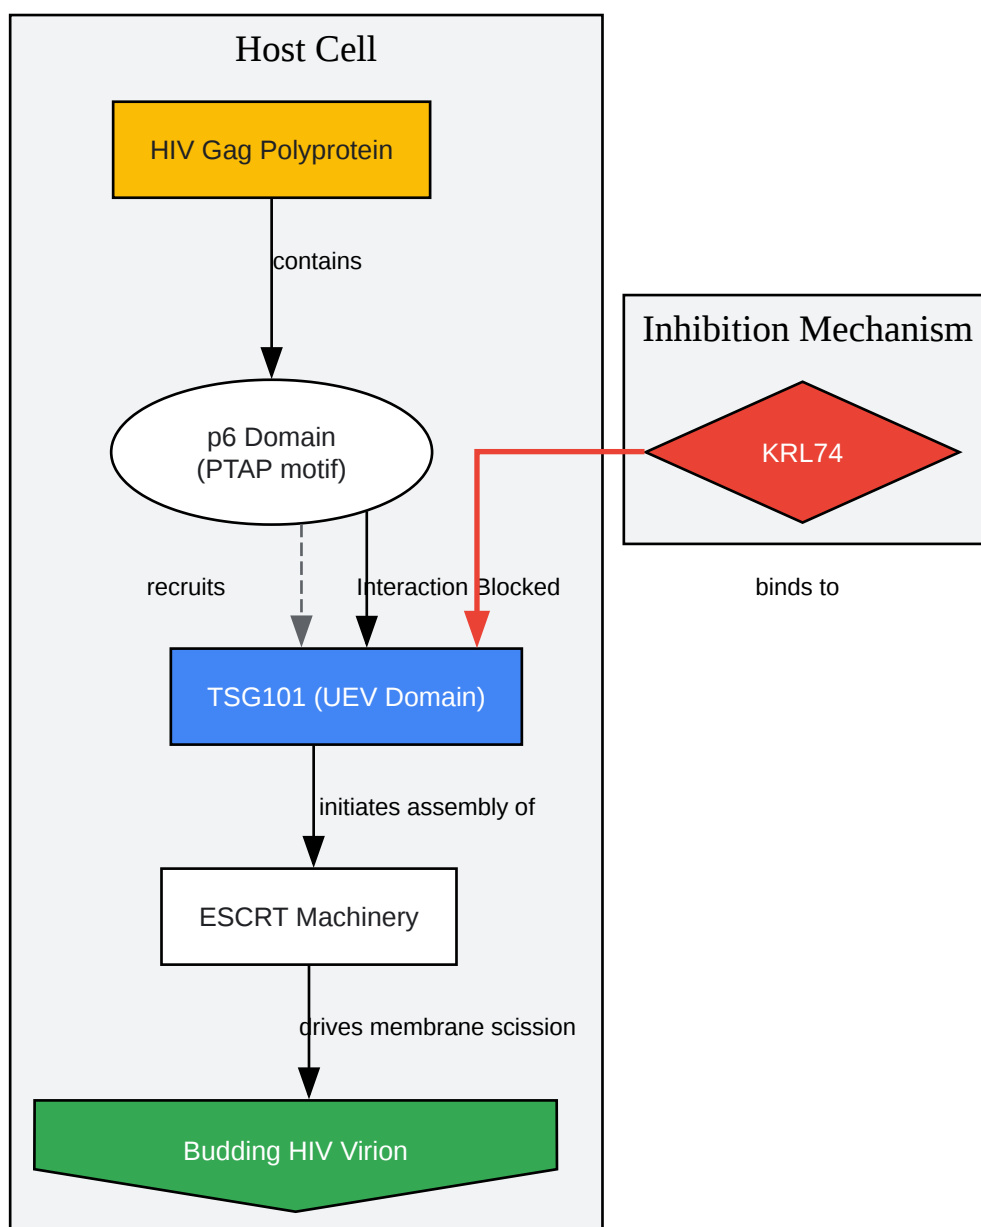 Host Cell
HIV Gag Polyprotein
contains
Inhibition Mechanism
p6 Domain
(PTAP motif)
KRL74
recruits
Interaction Blocked
binds to
TSG101 (UEV Domain)
initiates assembly of
ESCRT Machinery
drives membrane scission
Budding HIV Virion